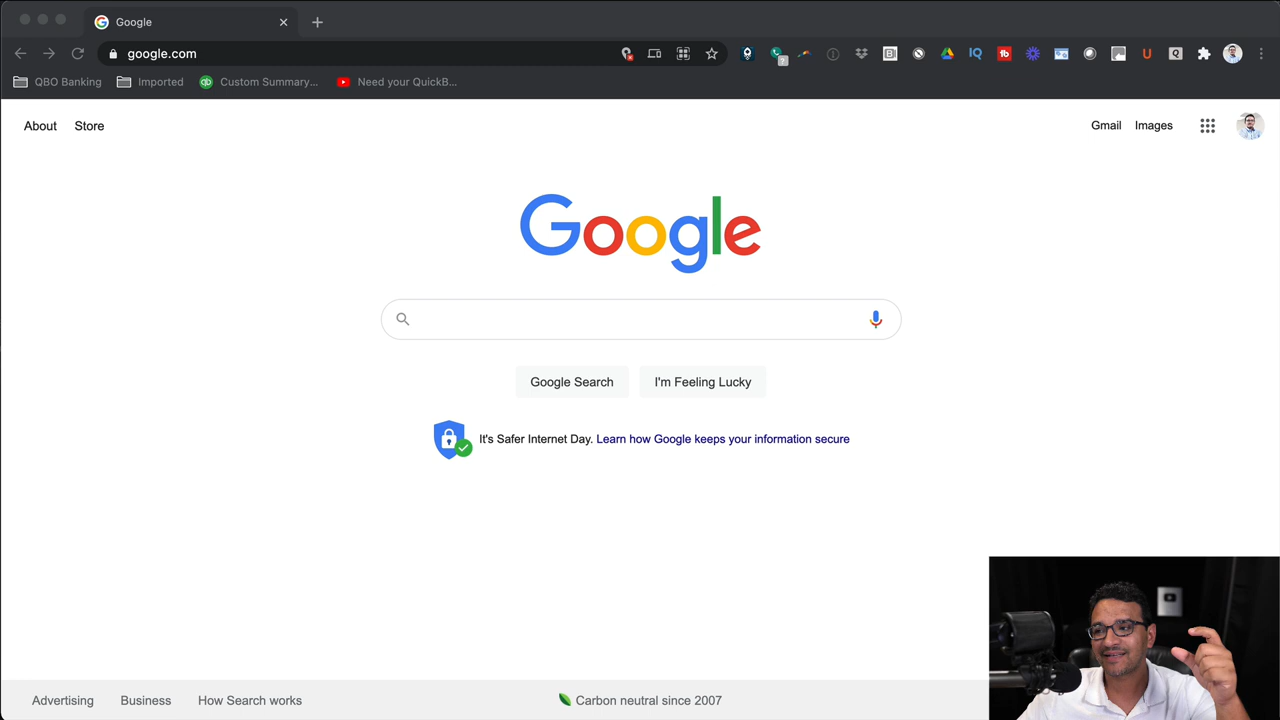 Google
google.com
QBO Banking
Imported
Custom Summary...
Need your QuickB...
About
Store
Gmail
Images
Google
Google Search
I'm Feeling Lucky
It's Safer Internet Day. Learn how Google keeps your information secure
Advertising
Business
How Search works
Carbon neutral since 2007